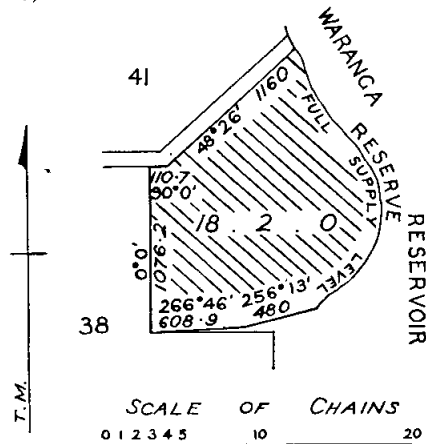 WARANGA
RESERVE
RESERVOIR
41
1160
48°26'
FULL
SUPPLY
LEVEL
110·7
90°0'
18 . 2 . 0
0°0'
1076·2
266°46'
608·9
256°13'
480
38
T.M.
SCALE OF CHAINS
0 1 2 3 4 5 10 20